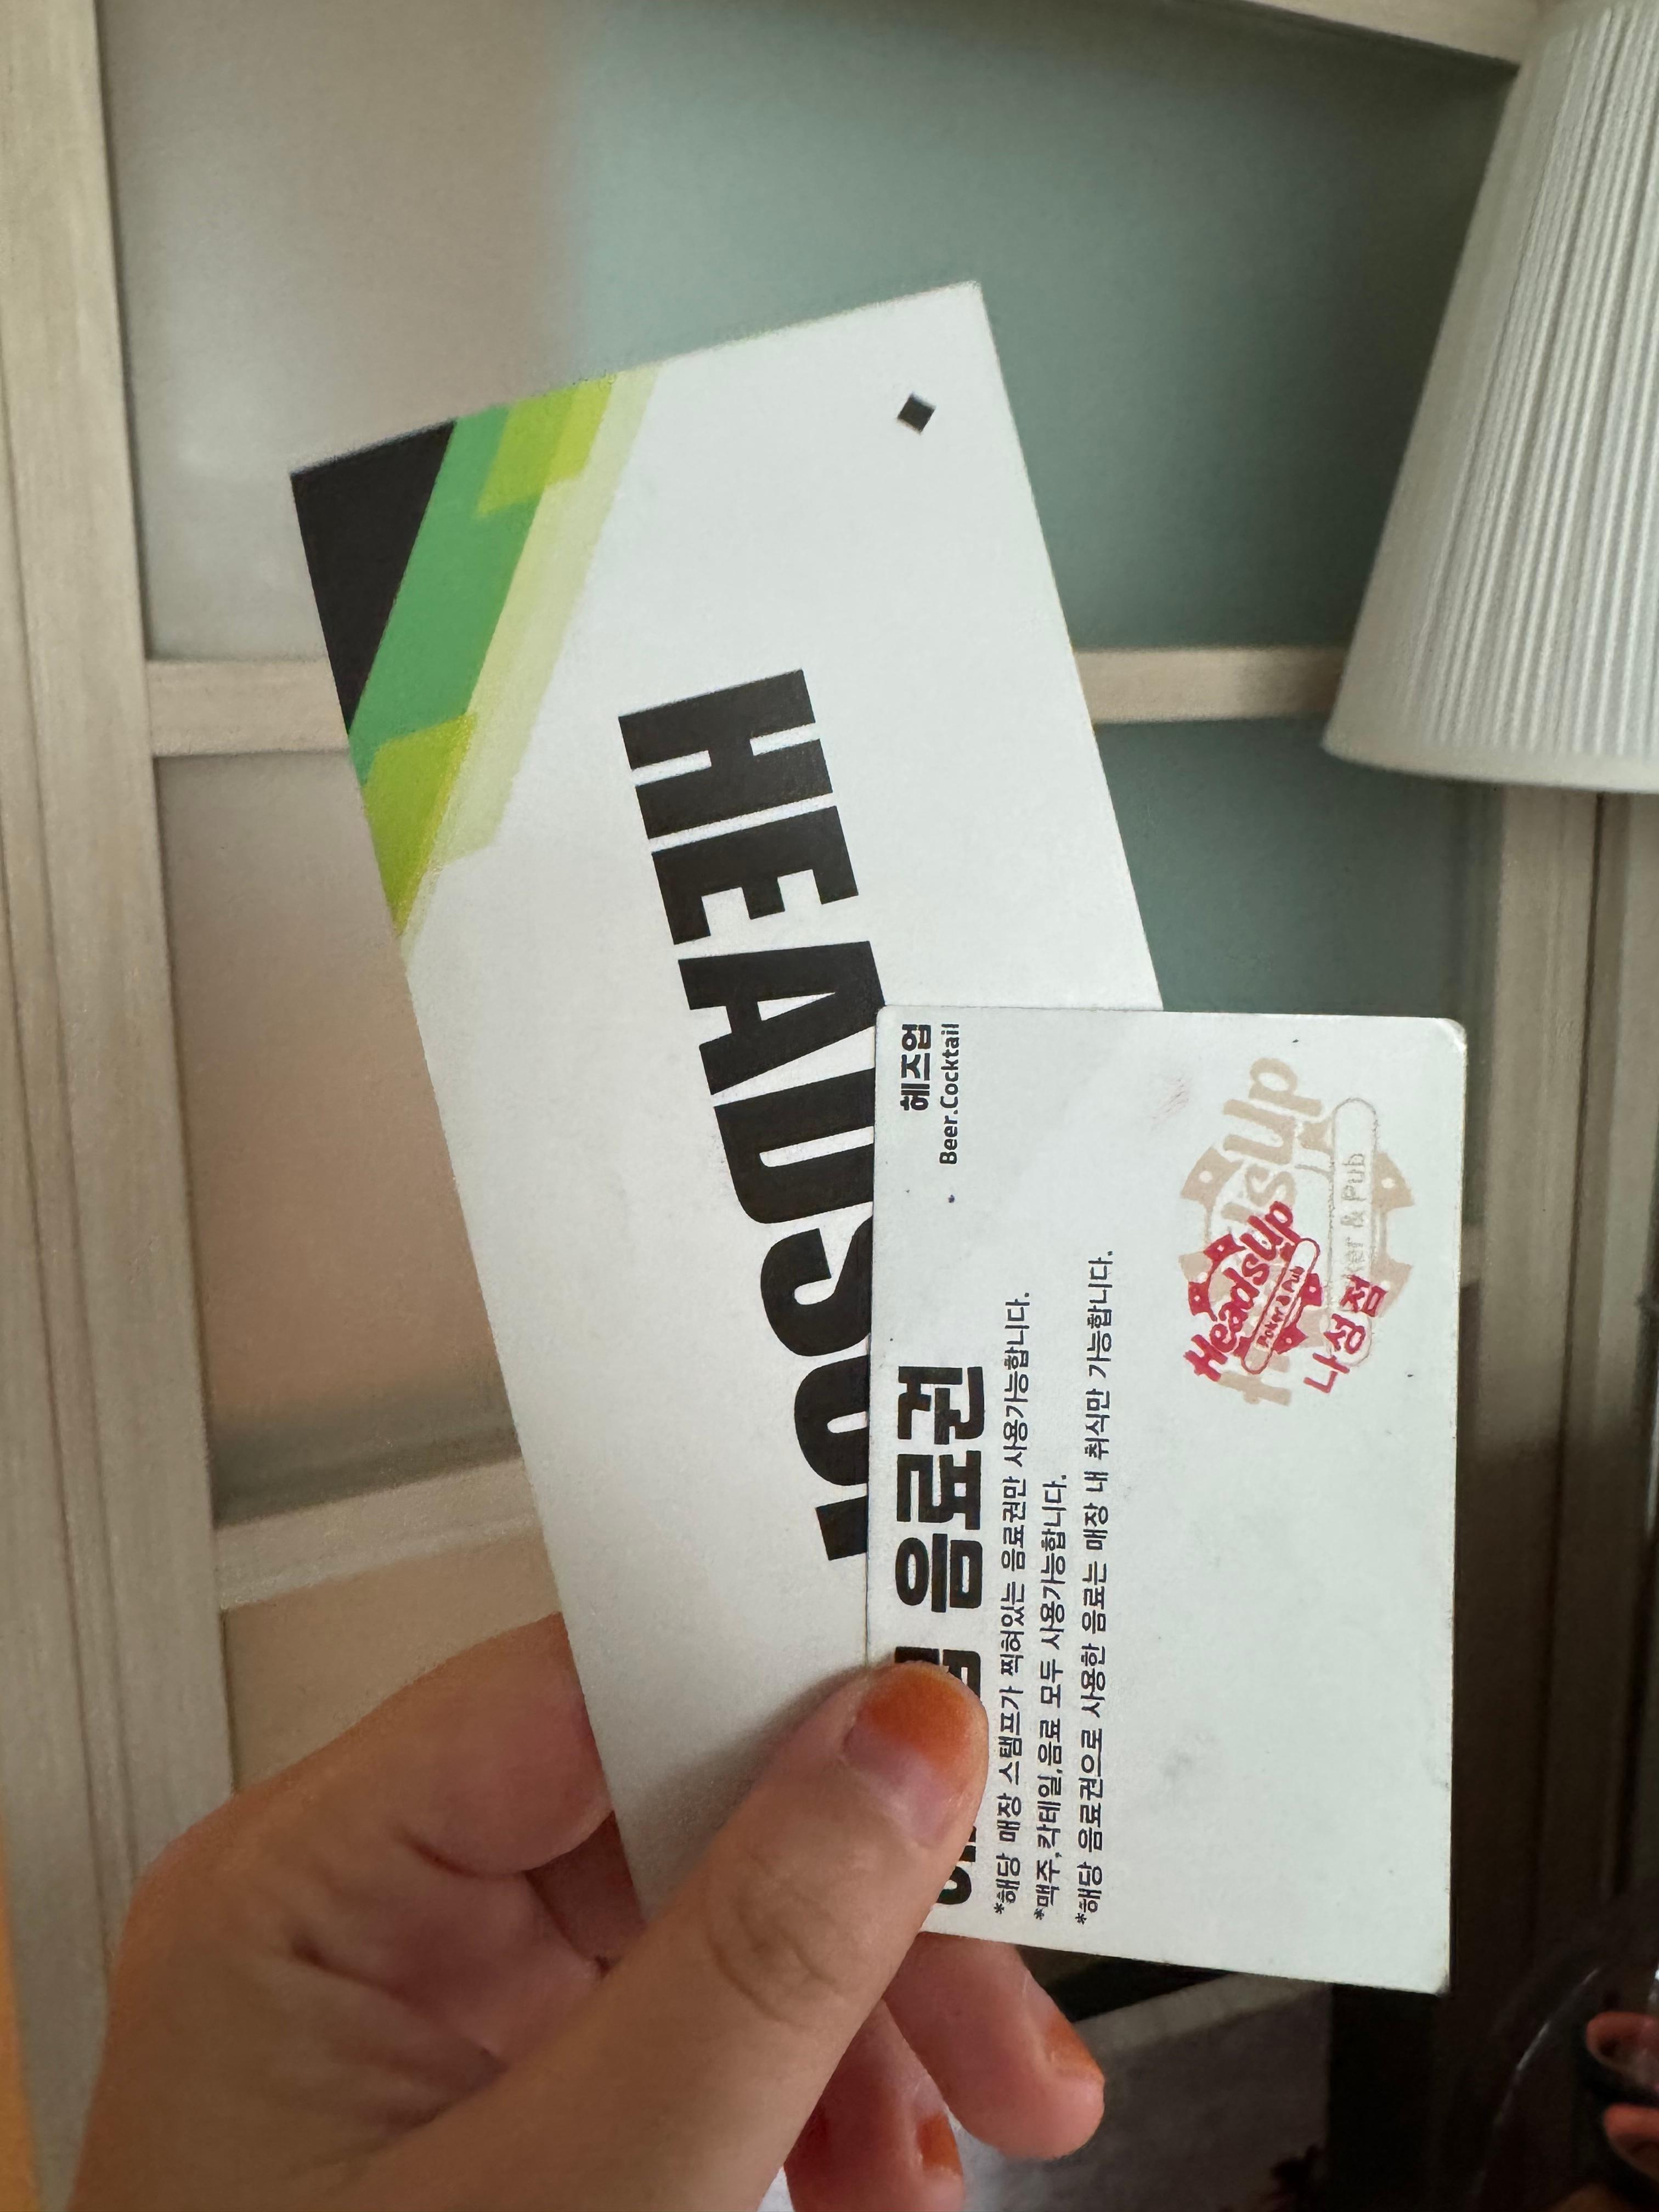 HEADSUP
헤즈업
Beer.Cocktail
음료권
*해당 매장 스탬프가 찍혀있는 음료권만 사용가능합니다.
*맥주,칵테일,음료 모두 사용가능합니다.
*해당 음료권으로 사용한 음료는 매장 내 취식만 가능합니다.
HeadsUp
Poker & Pub
나성점